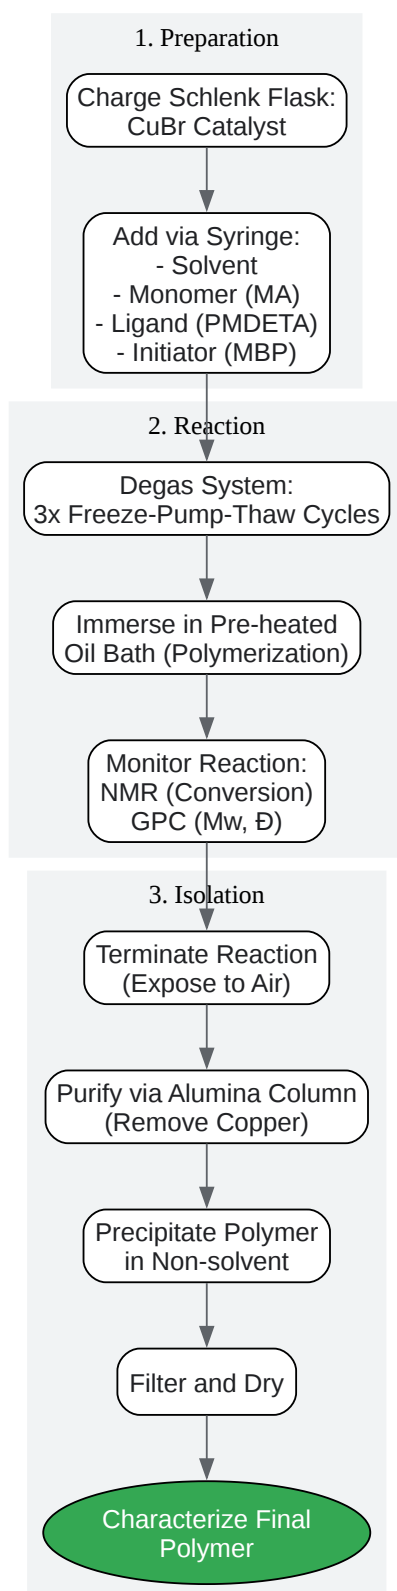 1. Preparation
Charge Schlenk Flask:
CuBr Catalyst
Add via Syringe:
- Solvent
- Monomer (MA)
- Ligand (PMDETA)
- Initiator (MBP)
2. Reaction
Degas System:
3x Freeze-Pump-Thaw Cycles
Immerse in Pre-heated
Oil Bath (Polymerization)
Monitor Reaction:
NMR (Conversion)
GPC (Mw, Đ)
3. Isolation
Terminate Reaction
(Expose to Air)
Purify via Alumina Column
(Remove Copper)
Precipitate Polymer
in Non-solvent
Filter and Dry
Characterize Final
Polymer